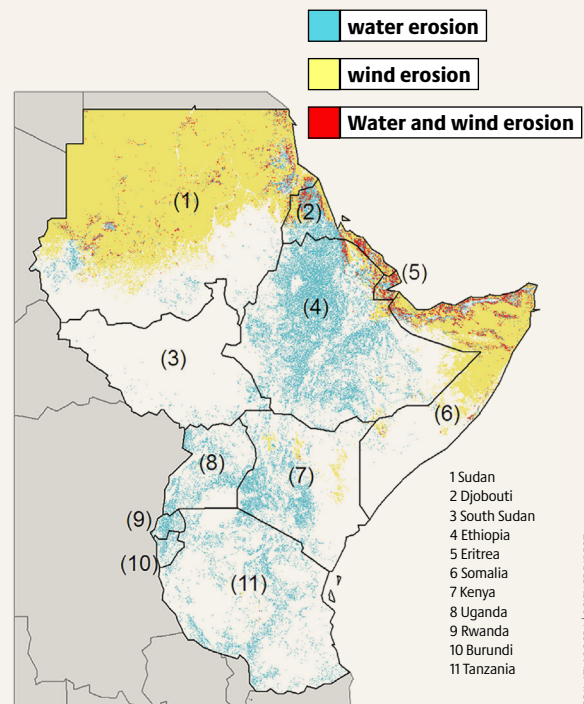 water erosion
wind erosion
Water and wind erosion
(1)
(2)
(5)
(4)
(3)
(6)
(8)
(7)
(9)
(10)
(11)
1 Sudan
2 Djobouti
3 South Sudan
4 Ethiopia
5 Eritrea
6 Somalia
7 Kenya
8 Uganda
9 Rwanda
10 Burundi
11 Tanzania